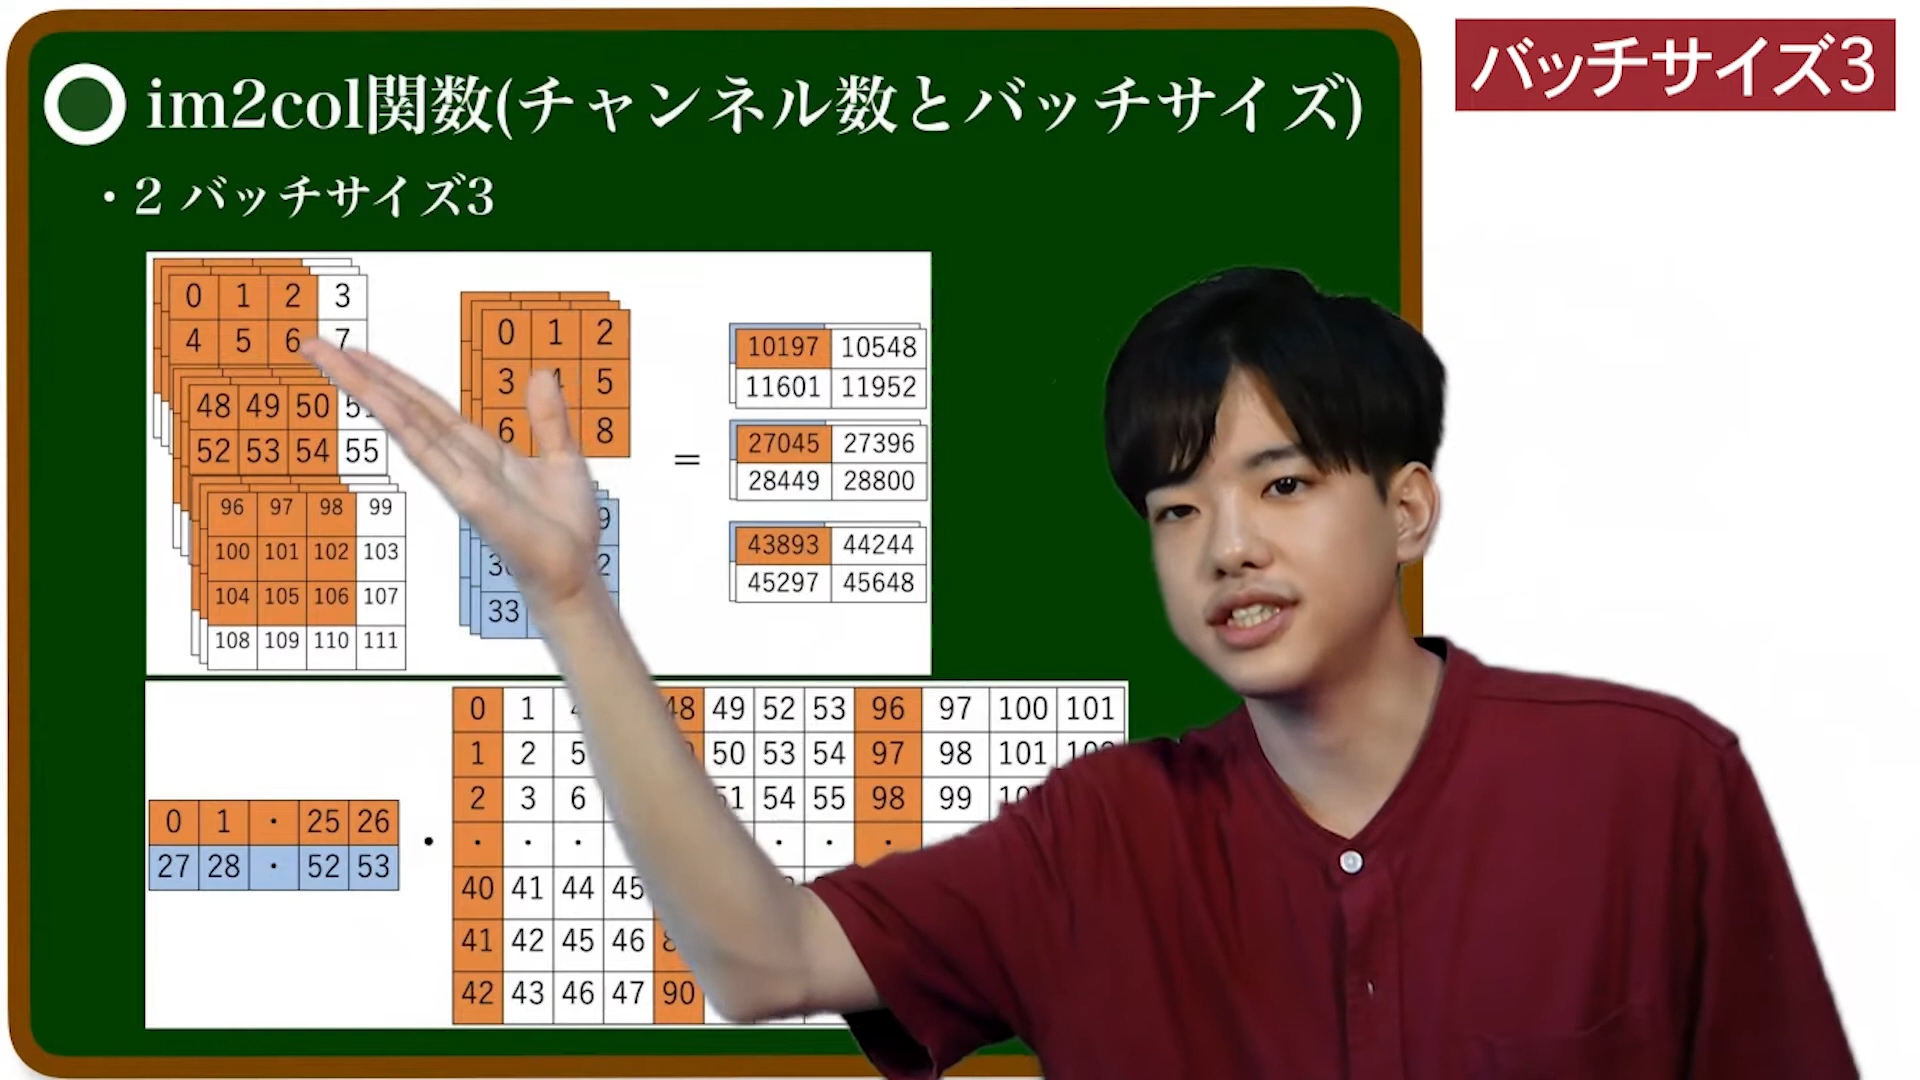 バッチサイズ3
im2col関数(チャンネル数とバッチサイズ)
・2 バッチサイズ3
0 1 2 3
4 5 6 7
48 49 50
52 53 54 55
96 97 98 99
100 101 102 103
104 105 106 107
108 109 110 111
0 1 2
3 4 5
6 8
33
=
10197 10548
11601 11952
27045 27396
28449 28800
43893 44244
45297 45648
0 1 ・ 25 26
27 28 ・ 52 53
・
0 1 48 49 52 53 96 97 100 101
1 2 5 50 53 54 97 98 101
2 3 6 51 54 55 98 99
・ ・ ・ ・ ・ ・
40 41 44 45
41 42 45 46
42 43 46 47 90